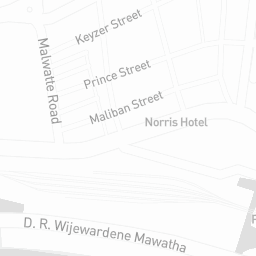 Keyzer Street
Prince Street
Malwatte Road
Maliban Street
Norris Hotel
D. R. Wijewardene Mawatha